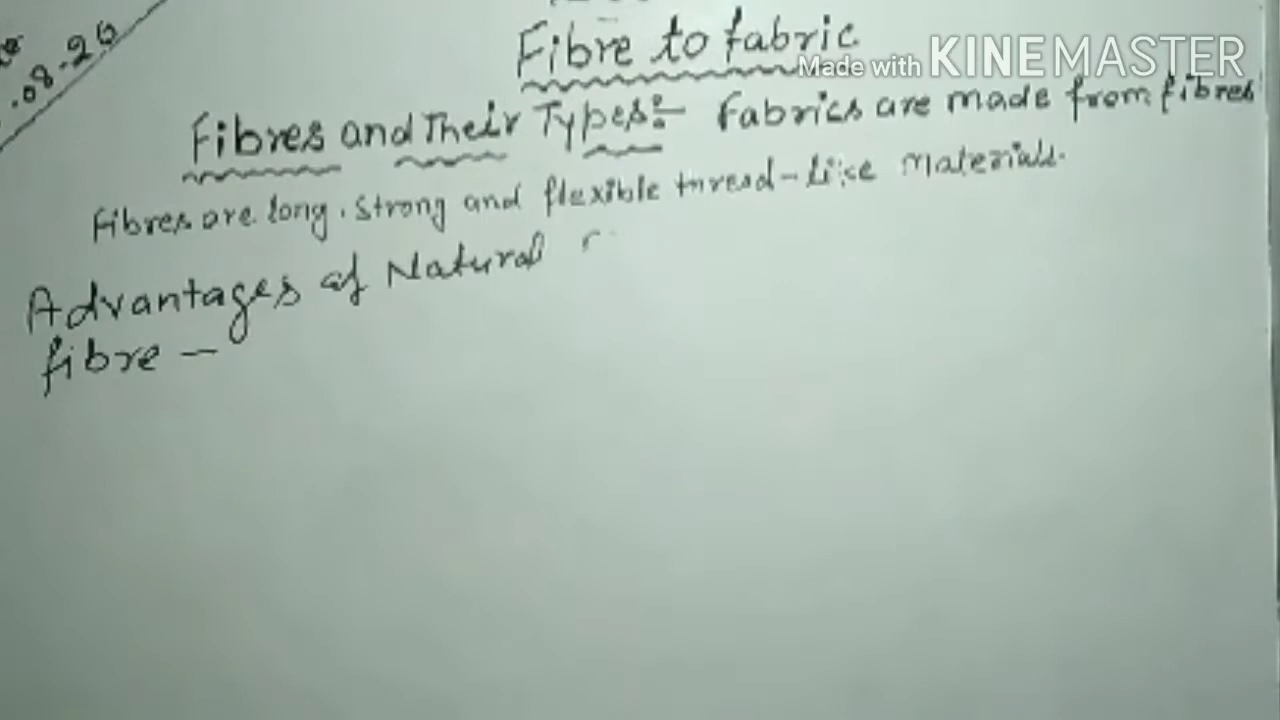 .08.20
Fibre to fabric
Made with KINEMASTER
Fibres and Their Types:- Fabrics are made from fibres
Fibres are long, strong and flexible thread-like materials.
Advantages of Natural
fibre -